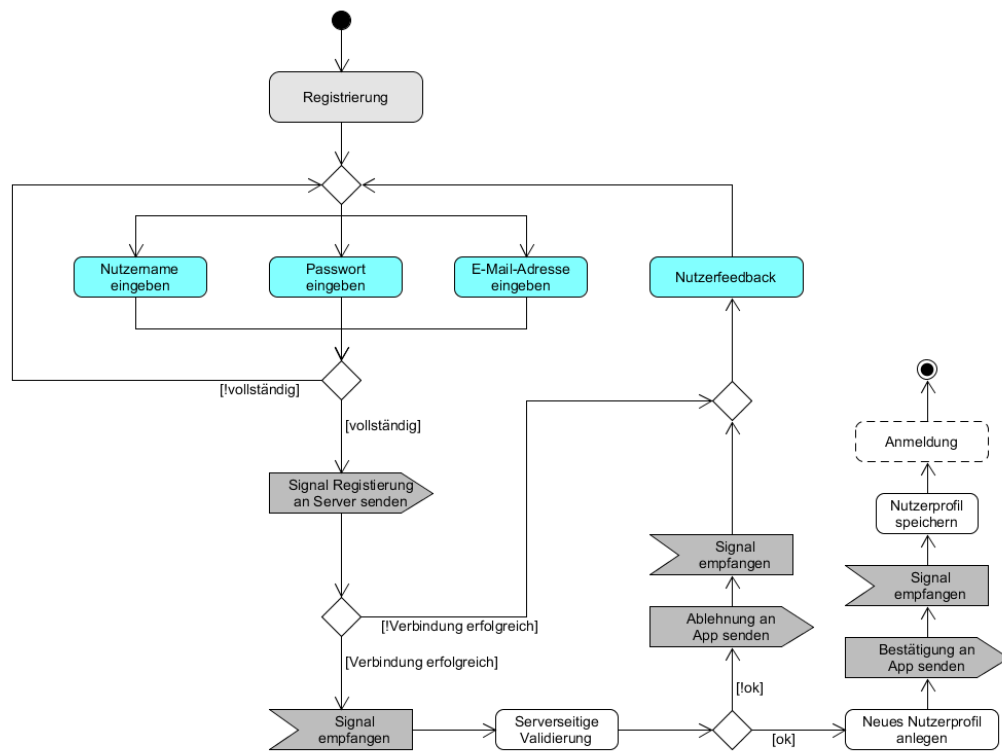 Registrierung
Nutzername
eingeben
Passwort
eingeben
E-Mail-Adresse
eingeben
Nutzerfeedback
[!vollständig]
[vollständig]
Anmeldung
Signal Registierung
an Server senden
Nutzerprofil
speichern
Signal
empfangen
Signal
empfangen
[!Verbindung erfolgreich]
Ablehnung an
App senden
Bestätigung an
App senden
[Verbindung erfolgreich]
[!ok]
Signal
empfangen
Serverseitige
Validierung
[ok]
Neues Nutzerprofil
anlegen